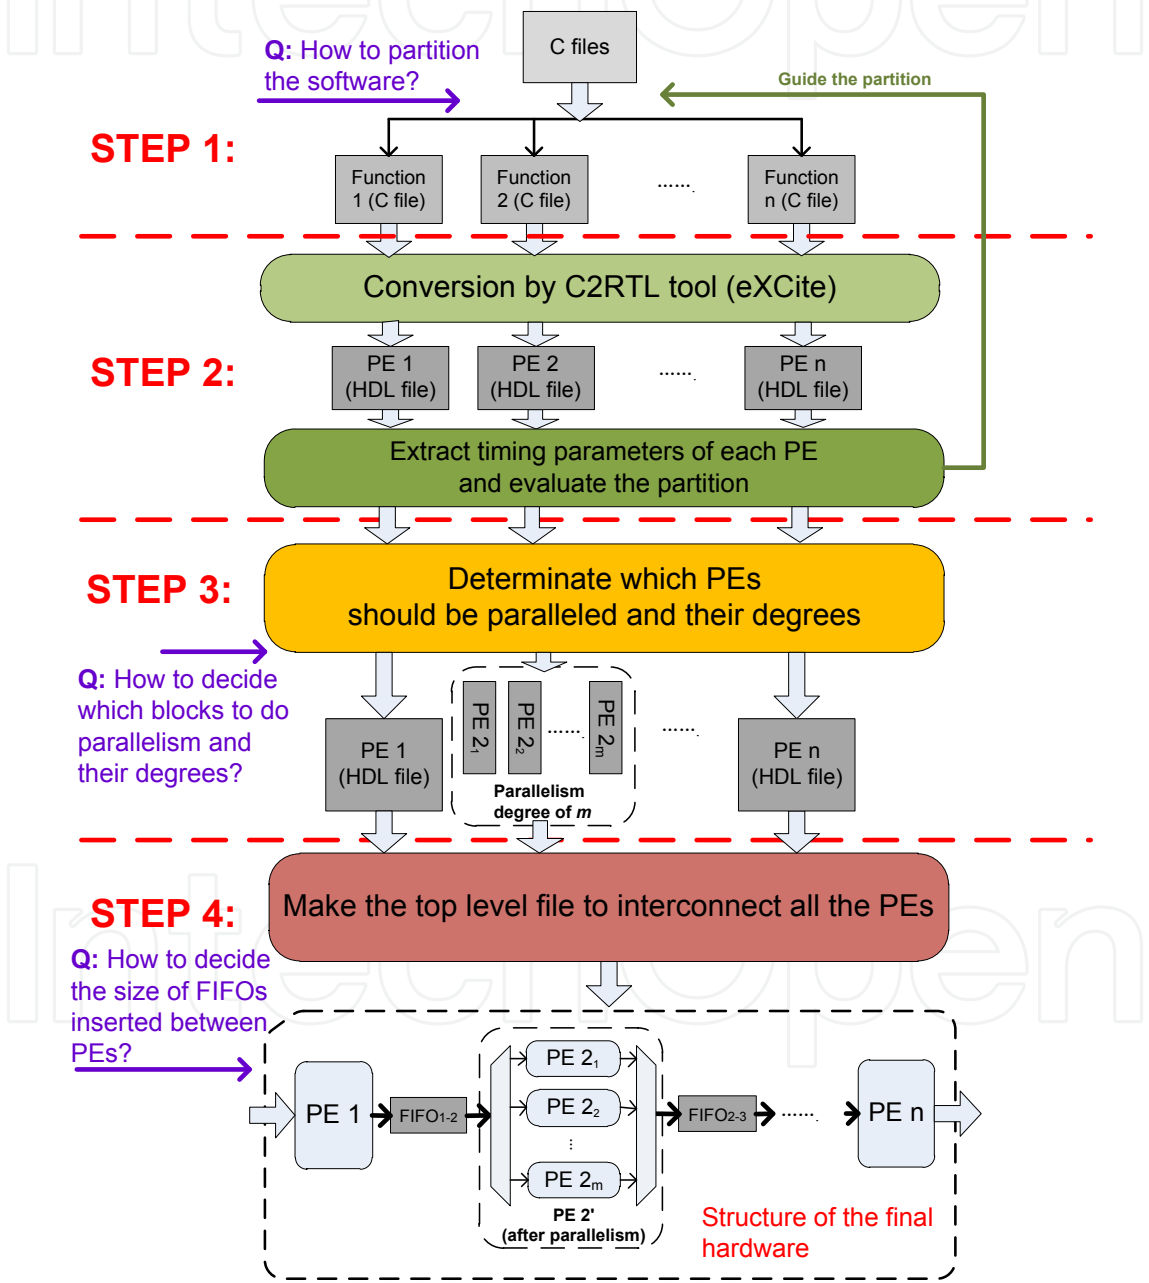 IntechOpen
C files
Q: How to partition
the software?
Guide the partition
STEP 1:
Function
1 (C file)
Function
2 (C file)
.......
Function
n (C file)
Conversion by C2RTL tool (eXCite)
STEP 2:
PE 1
(HDL file)
PE 2
(HDL file)
.......
PE n
(HDL file)
Extract timing parameters of each PE
and evaluate the partition
STEP 3:
Determinate which PEs
should be paralleled and their degrees
Q: How to decide
which blocks to do
parallelism and
their degrees?
PE 1
(HDL file)
PE 2₁
PE 2₂
.......
PE 2ₘ
Parallelism
degree of m
.......
PE n
(HDL file)
IntechOpen
STEP 4:
Make the top level file to interconnect all the PEs
Q: How to decide
the size of FIFOs
inserted between
PEs?
PE 1
FIFO1-2
PE 2₁
PE 2₂
...
PE 2ₘ
PE 2'
(after parallelism)
FIFO2-3
.......
PE n
Structure of the final
hardware